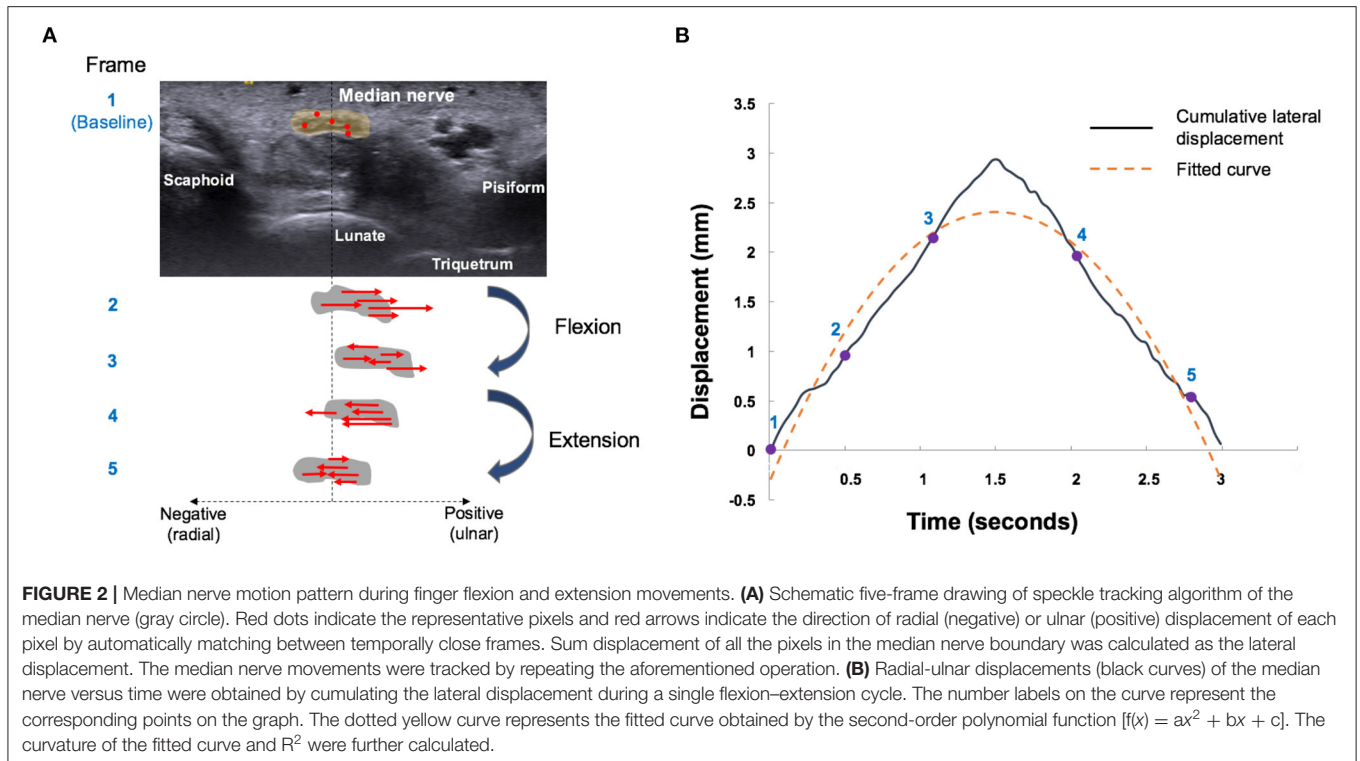 A
Frame
1
(Baseline)
Median nerve
Scaphoid
Pisiform
Lunate
Triquetrum
2
3
4
5
Flexion
Extension
Negative
(radial)
Positive
(ulnar)
B
3.5
3
2.5
2
1.5
1
0.5
0
-0.5
Displacement (mm)
Cumulative lateral
displacement
Fitted curve
1
2
3
4
5
0.5
1
1.5
2
2.5
3
Time (seconds)
FIGURE 2 | Median nerve motion pattern during finger flexion and extension movements. (A) Schematic five-frame drawing of speckle tracking algorithm of the
median nerve (gray circle). Red dots indicate the representative pixels and red arrows indicate the direction of radial (negative) or ulnar (positive) displacement of each
pixel by automatically matching between temporally close frames. Sum displacement of all the pixels in the median nerve boundary was calculated as the lateral
displacement. The median nerve movements were tracked by repeating the aforementioned operation. (B) Radial-ulnar displacements (black curves) of the median
nerve versus time were obtained by cumulating the lateral displacement during a single flexion–extension cycle. The number labels on the curve represent the
corresponding points on the graph. The dotted yellow curve represents the fitted curve obtained by the second-order polynomial function [f(x) = ax² + bx + c]. The
curvature of the fitted curve and R² were further calculated.